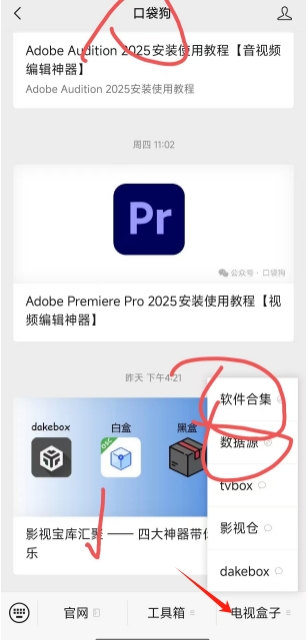 口袋狗
Adobe Audition 2025安装使用教程【音视频
编辑神器】
Adobe Audition 2025安装使用教程
周四 11:02
Pr
公众号 · 口袋狗
Adobe Premiere Pro 2025安装使用教程【视
频编辑神器】
昨天 下午4:21
dakebox
白盒
黑盒
OSC
影视宝库汇聚 —— 四大神器带你
乐
软件合集
数据源
tvbox
影视仓
dakebox
官网
工具箱
电视盒子